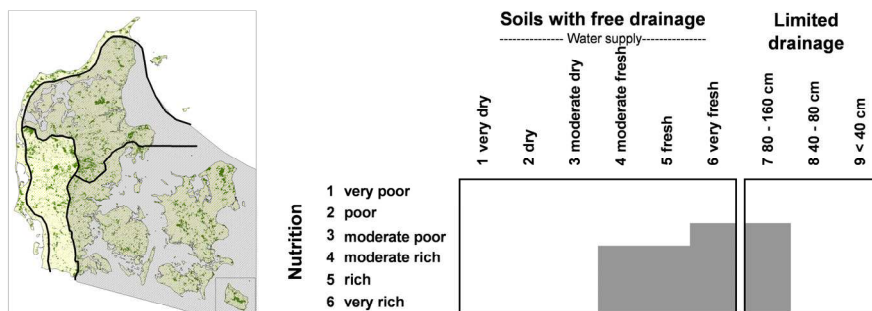 Soils with free drainage
Limited
drainage
Water supply
1 very dry
2 dry
3 moderate dry
4 moderate fresh
5 fresh
6 very fresh
7 80 - 160 cm
8 40 - 80 cm
9 < 40 cm
Nutrition
1 very poor
2 poor
3 moderate poor
4 moderate rich
5 rich
6 very rich